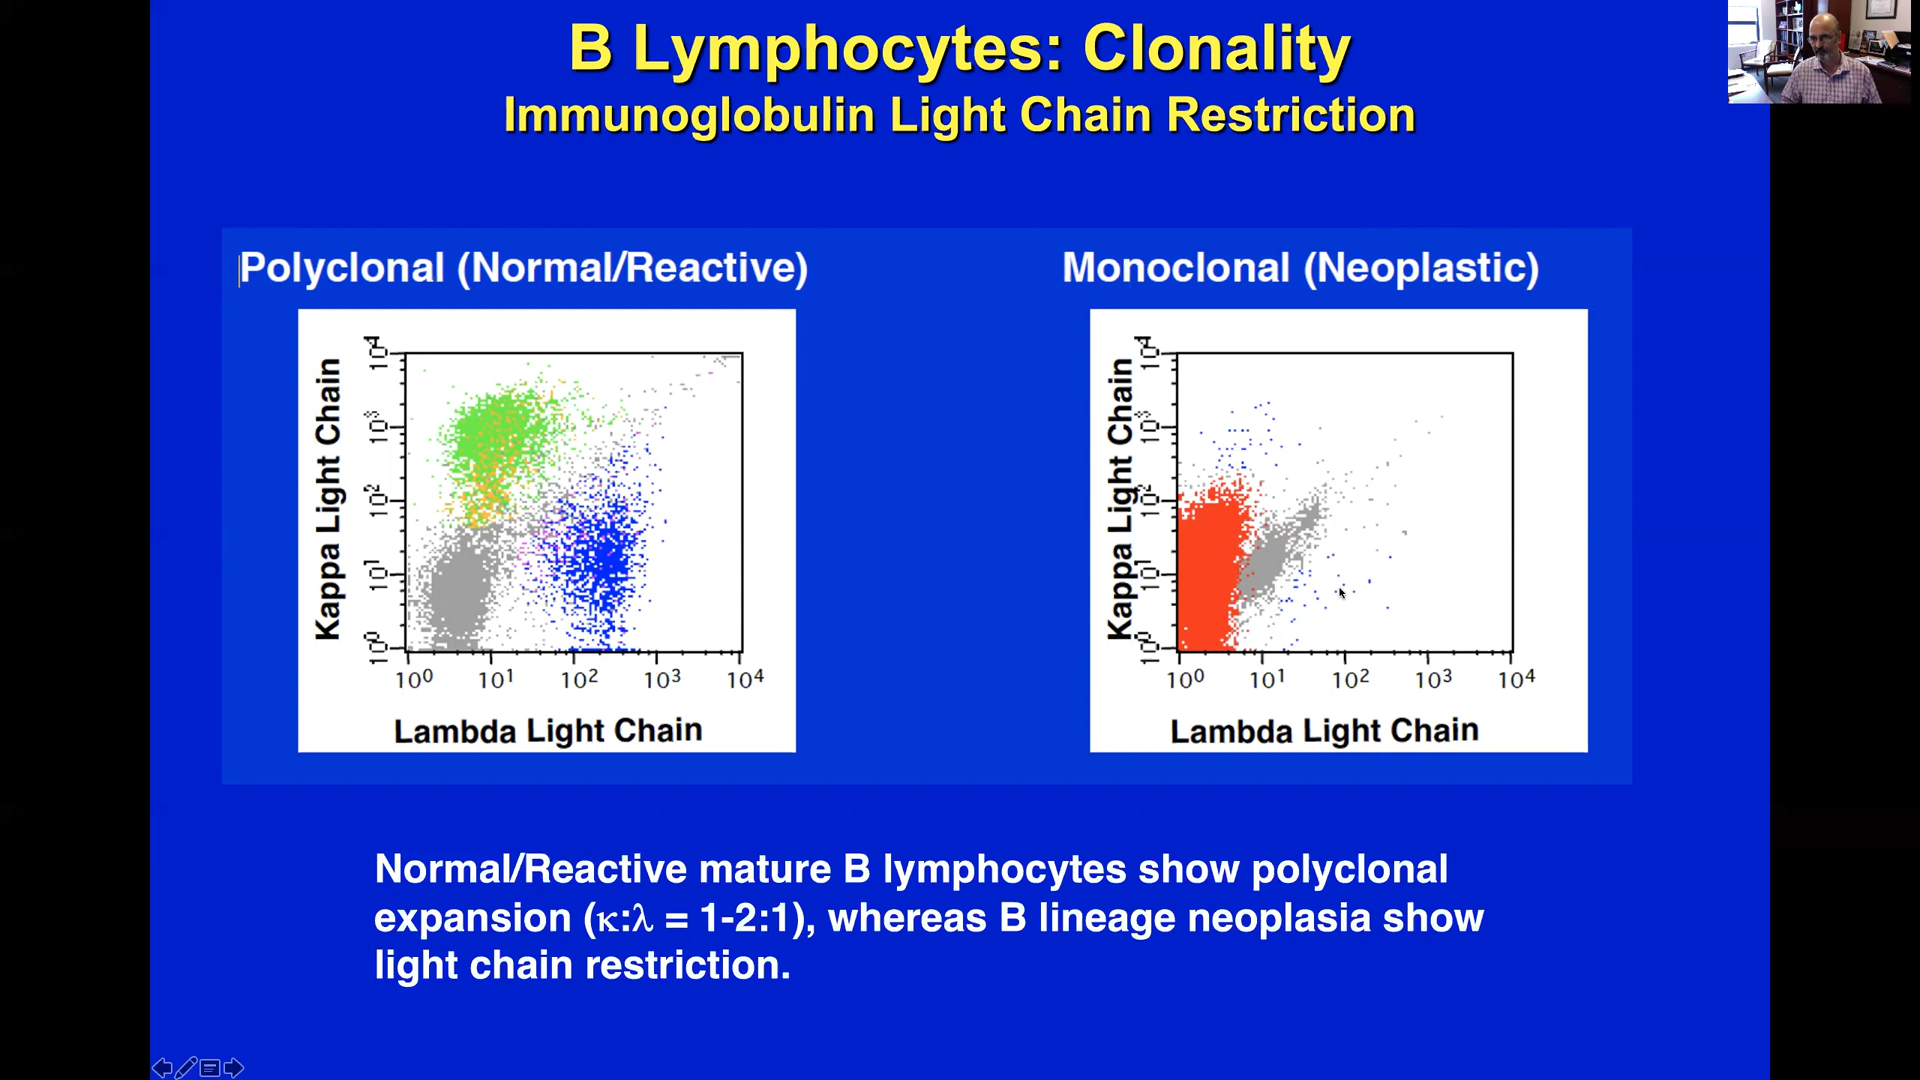 B Lymphocytes: Clonality
Immunoglobulin Light Chain Restriction
Polyclonal (Normal/Reactive)
Monoclonal (Neoplastic)
Kappa Light Chain
10⁴
10³
10²
10¹
10⁰
10⁰ 10¹ 10² 10³ 10⁴
Lambda Light Chain
Kappa Light Chain
10⁴
10³
10²
10¹
10⁰
10⁰ 10¹ 10² 10³ 10⁴
Lambda Light Chain
Normal/Reactive mature B lymphocytes show polyclonal
expansion (κ:λ = 1-2:1), whereas B lineage neoplasia show
light chain restriction.